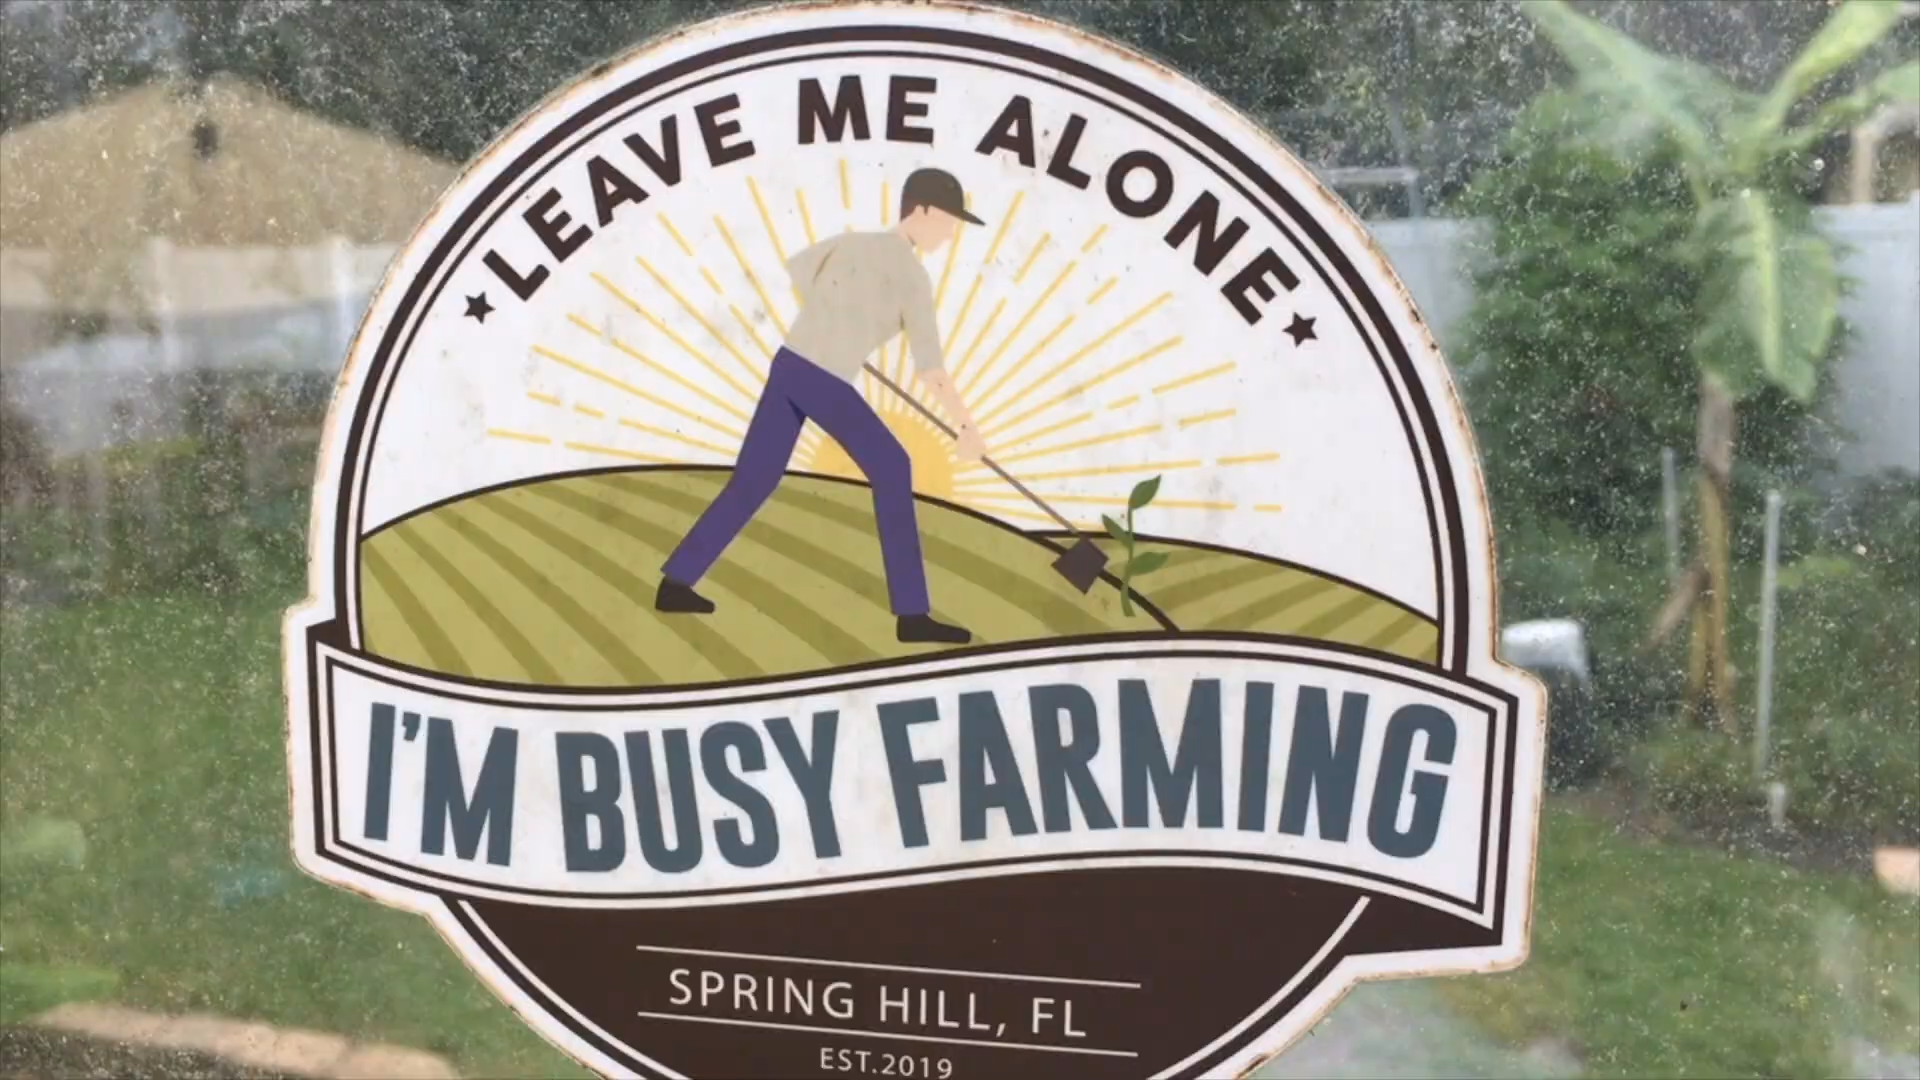 LEAVE ME ALONE
I'M BUSY FARMING
SPRING HILL, FL
EST.2019